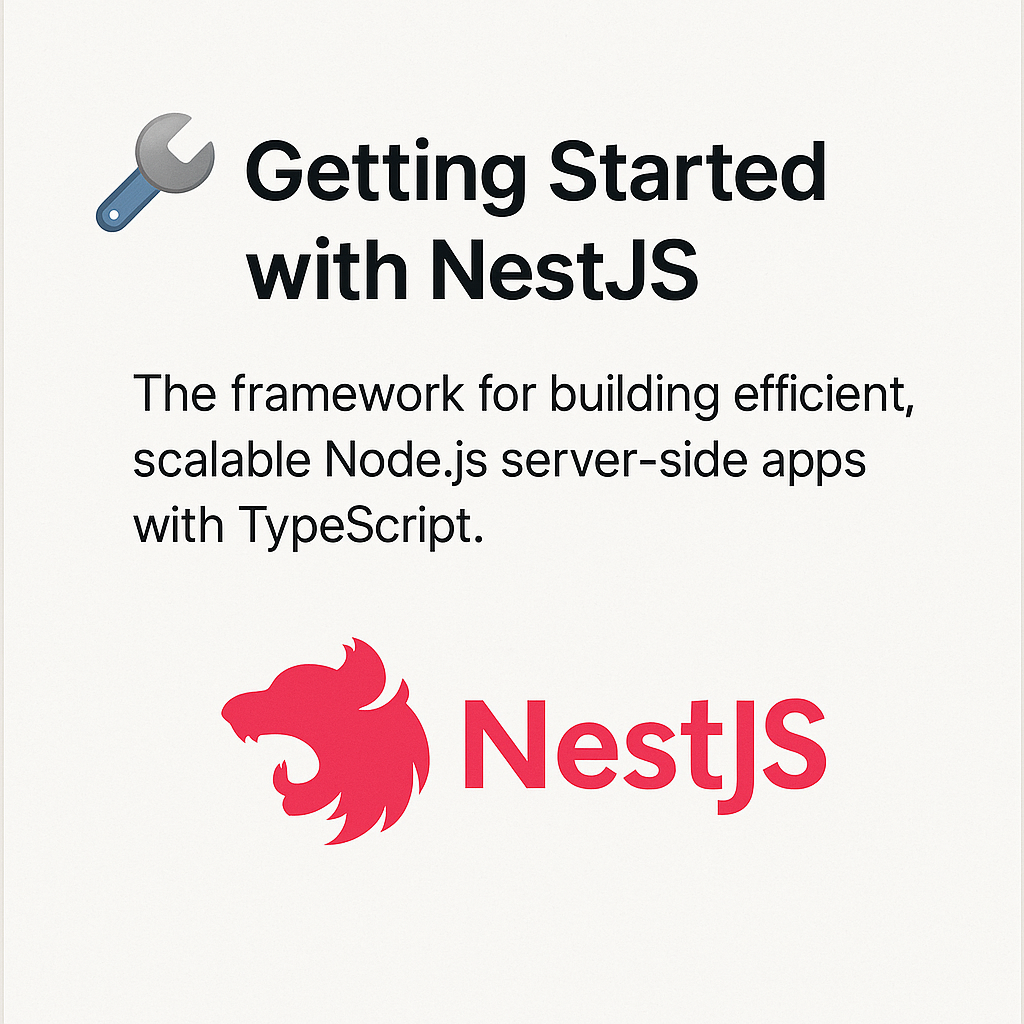 Getting Started
with NestJS
The framework for building efficient,
scalable Node.js server-side apps
with TypeScript.
NestJS